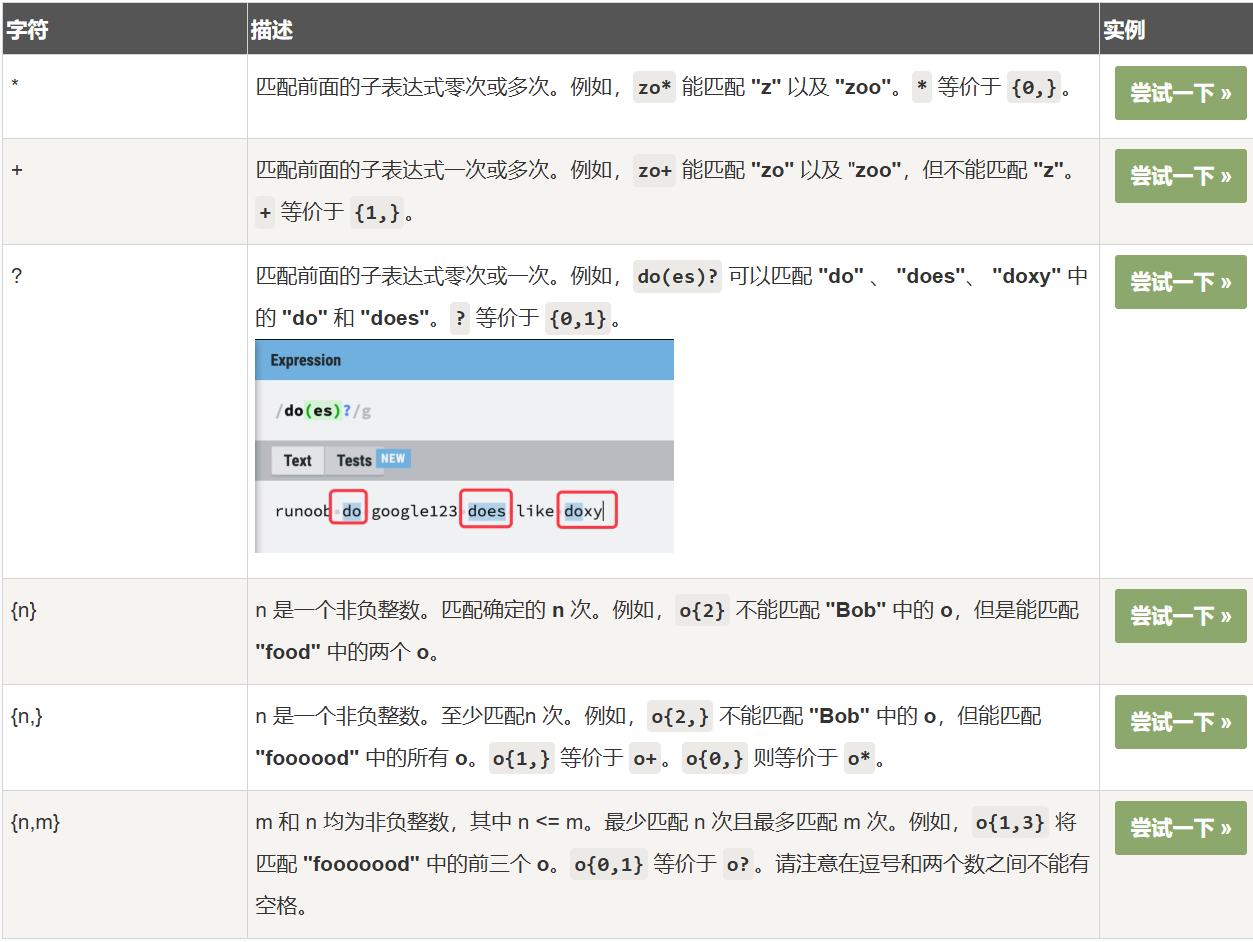 字符 描述 实例
* 匹配前面的子表达式零次或多次。例如，zo* 能匹配 "z" 以及 "zoo"。* 等价于 {0,}。 尝试一下 »
+ 匹配前面的子表达式一次或多次。例如，zo+ 能匹配 "zo" 以及 "zoo"，但不能匹配 "z"。 尝试一下 »
+ 等价于 {1,}。
? 匹配前面的子表达式零次或一次。例如，do(es)? 可以匹配 "do" 、 "does"、 "doxy" 中 尝试一下 »
的 "do" 和 "does"。? 等价于 {0,1}。
Expression
/do(es)?/g
Text Tests NEW
runoob do google123 does like doxy
{n} n 是一个非负整数。匹配确定的 n 次。例如，o{2} 不能匹配 "Bob" 中的 o，但是能匹配 尝试一下 »
"food" 中的两个 o。
{n,} n 是一个非负整数。至少匹配n 次。例如，o{2,} 不能匹配 "Bob" 中的 o，但能匹配 尝试一下 »
"foooood" 中的所有 o。o{1,} 等价于 o+。o{0,} 则等价于 o*。
{n,m} m 和 n 均为非负整数，其中 n <= m。最少匹配 n 次且最多匹配 m 次。例如，o{1,3} 将 尝试一下 »
匹配 "fooooood" 中的前三个 o。o{0,1} 等价于 o?。请注意在逗号和两个数之间不能有
空格。